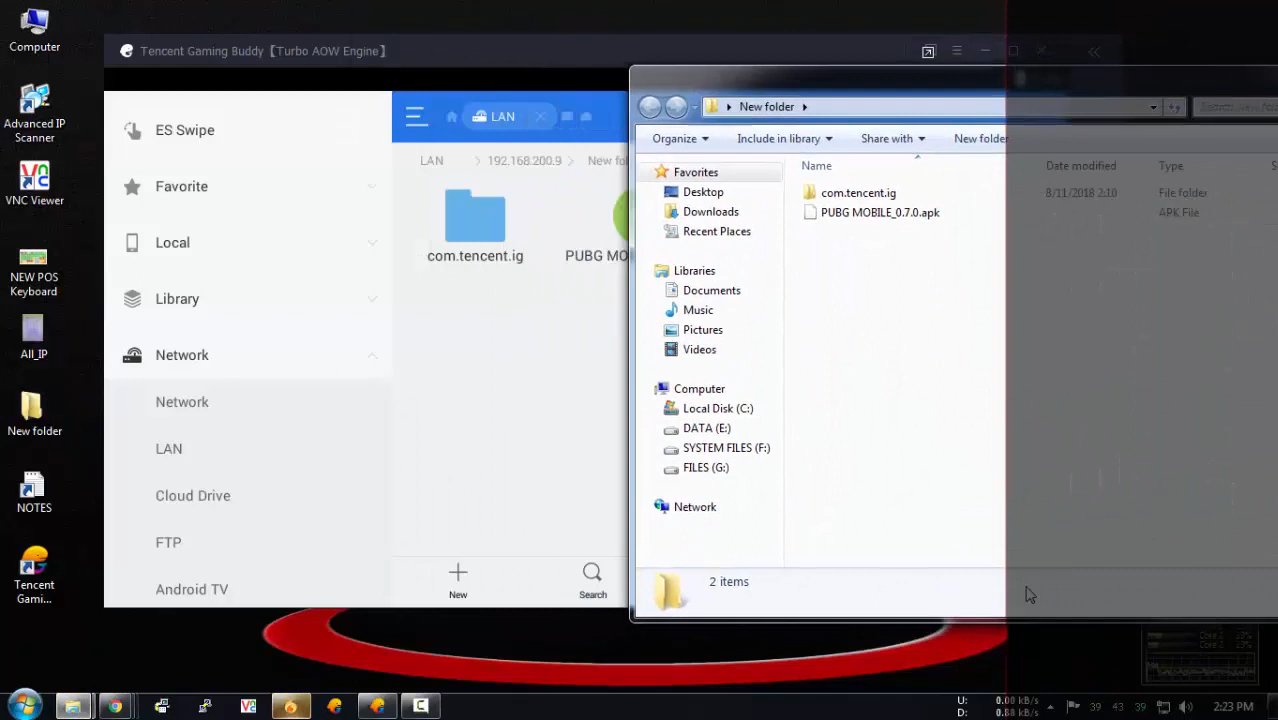 Computer
Advanced IP
Scanner
VNC Viewer
NEW POS
Keyboard
All_IP
New folder
NOTES
Tencent
Gami...
Tencent Gaming Buddy【Turbo AOW Engine】
ES Swipe
Favorite
Local
Library
Network
Network
LAN
Cloud Drive
FTP
Android TV
LAN
LAN > 192.168.200.9 > New fol
com.tencent.ig
PUBG MO
New
Search
New folder
Organize
Include in library
Share with
New folder
Name
Date modified
Type
com.tencent.ig
8/11/2018 2:10
File folder
PUBG MOBILE_0.7.0.apk
APK File
Favorites
Desktop
Downloads
Recent Places
Libraries
Documents
Music
Pictures
Videos
Computer
Local Disk (C:)
DATA (E:)
SYSTEM FILES (F:)
FILES (G:)
Network
2 items
U: 0.00 kB/s
D: 0.88 kB/s
39 43 39
2:23 PM